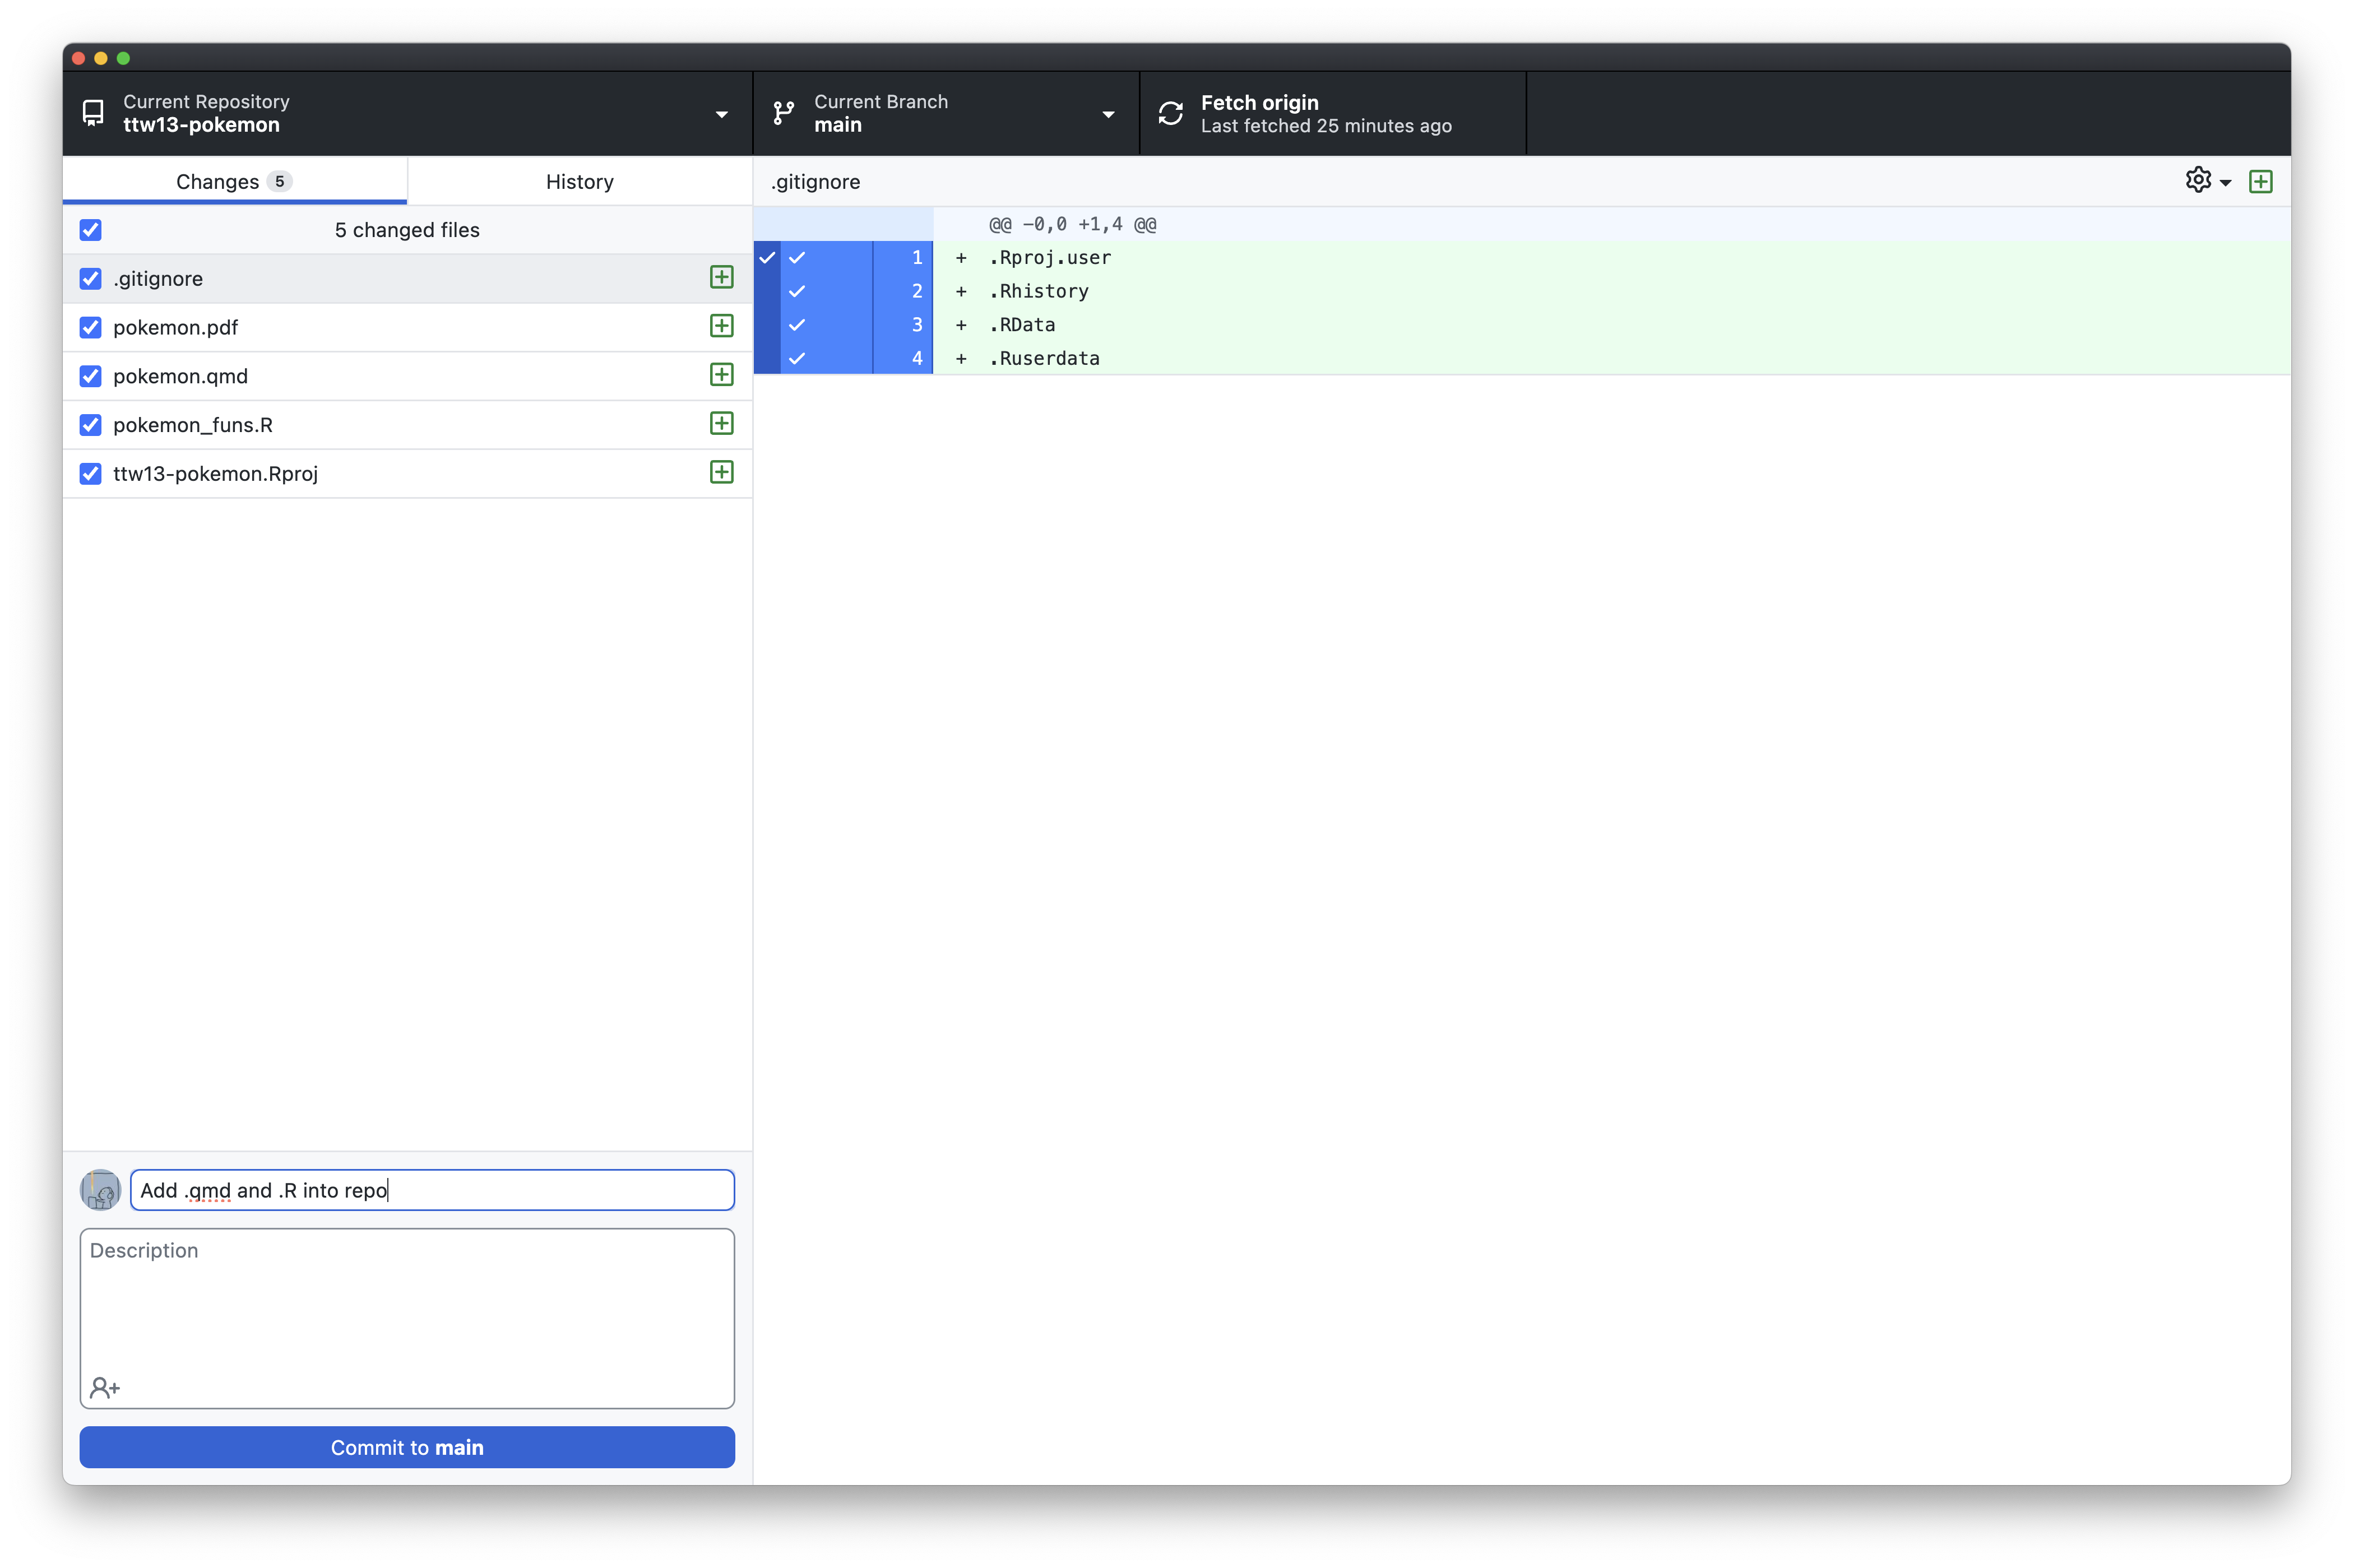 Current Repository
ttw13-pokemon
Current Branch
main
Fetch origin
Last fetched 25 minutes ago
Changes 5
History
.gitignore
5 changed files
.gitignore
pokemon.pdf
pokemon.qmd
pokemon_funs.R
ttw13-pokemon.Rproj
@@ -0,0 +1,4 @@
1 + .Rproj.user
2 + .Rhistory
3 + .RData
4 + .Ruserdata
Add .qmd and .R into repo
Description
Commit to main